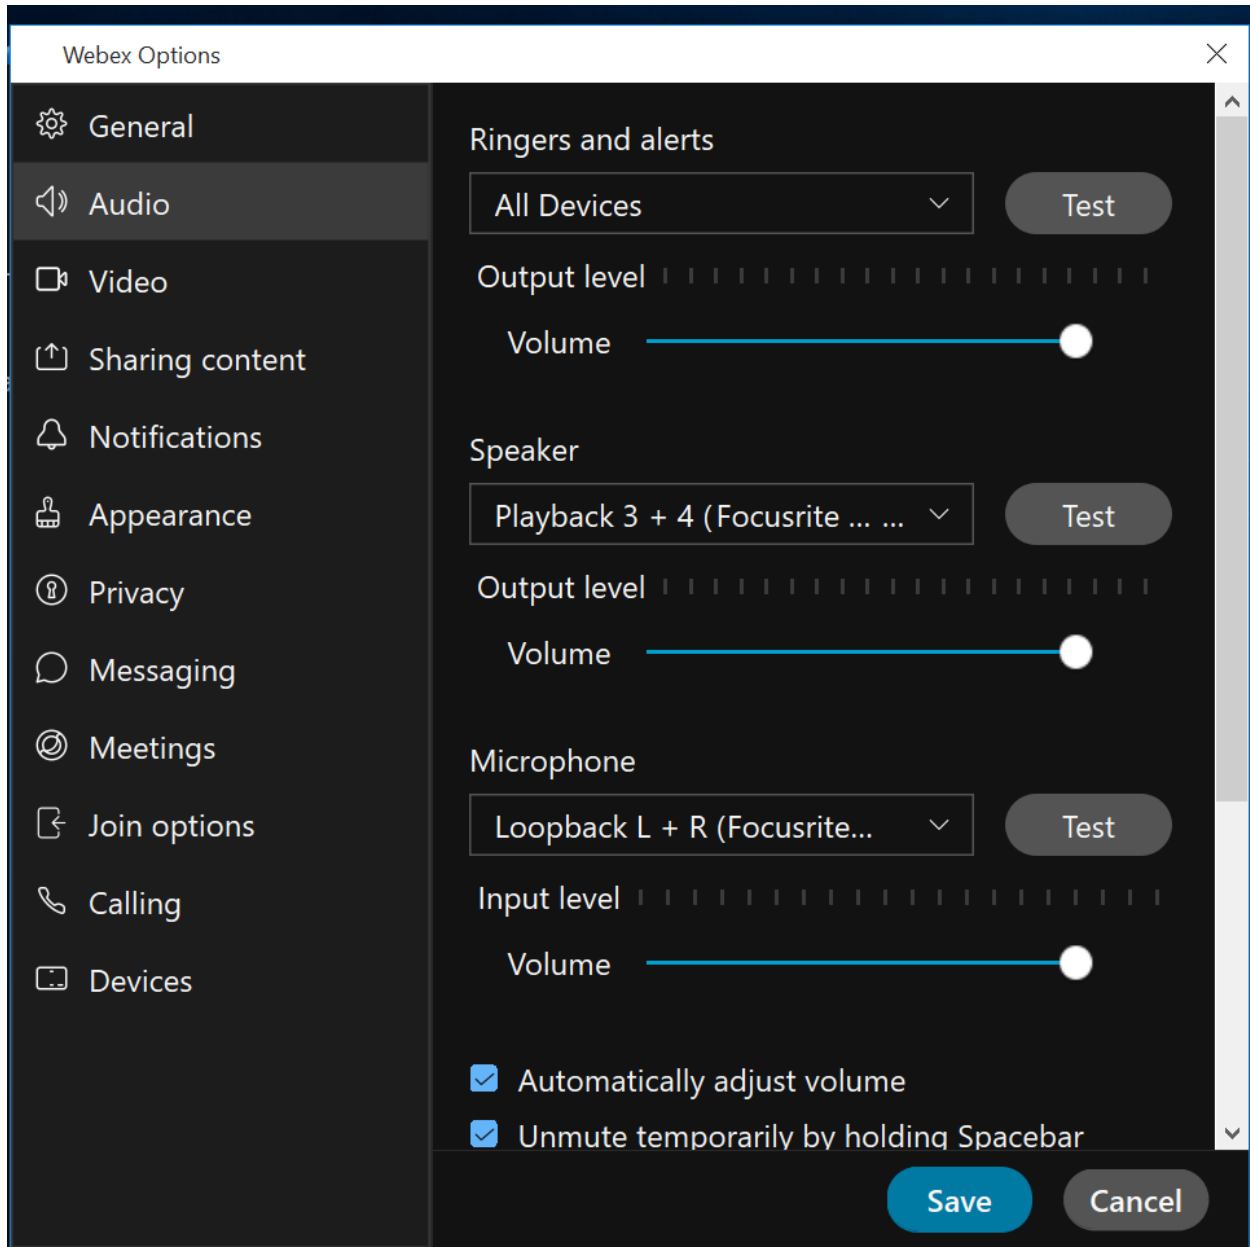 Webex Options
General
Audio
Video
Sharing content
Notifications
Appearance
Privacy
Messaging
Meetings
Join options
Calling
Devices
Ringers and alerts
All Devices
Test
Output level
Volume
Speaker
Playback 3 + 4 (Focusrite ... ...
Test
Output level
Volume
Microphone
Loopback L + R (Focusrite...
Test
Input level
Volume
Automatically adjust volume
Unmute temporarily by holding Spacebar
Save
Cancel